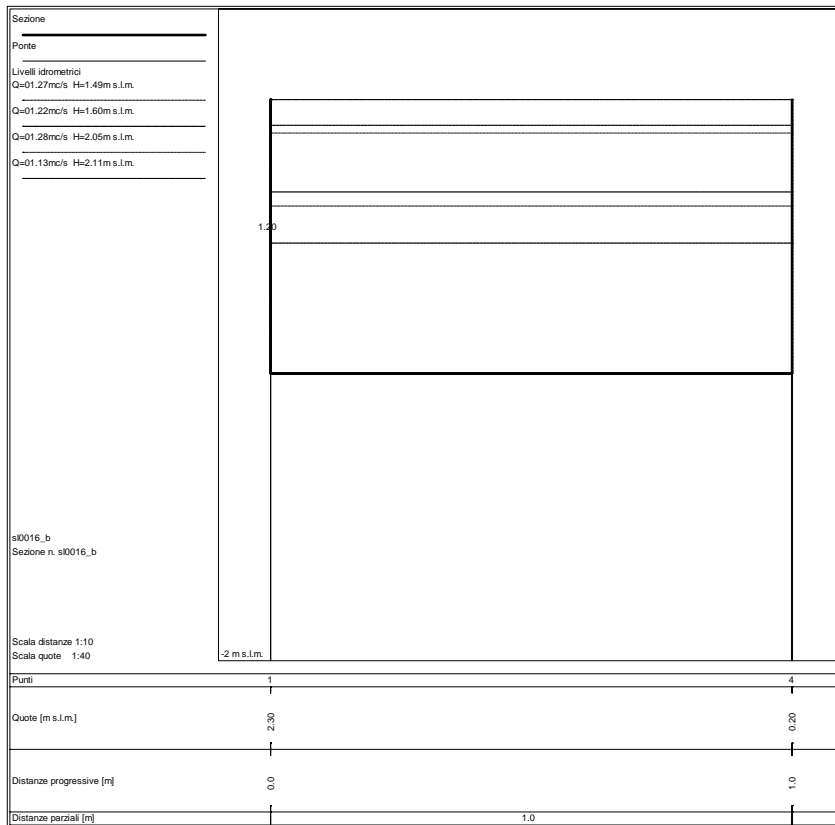 Sezione
Ponte
Livelli idrometrici
Q=01.27mc/s H=1.49m s.l.m.
Q=01.22mc/s H=1.60m s.l.m.
Q=01.28mc/s H=2.05m s.l.m.
Q=01.13mc/s H=2.11m s.l.m.
1.20
sl0016_b
Sezione n. sl0016_b
Scala distanze 1:10
Scala quote 1:40
-2 m s.l.m.
Punti 1 4
Quote [m s.l.m.] 2.30 0.20
Distanze progressive [m] 0.0 1.0
Distanze parziali [m] 1.0